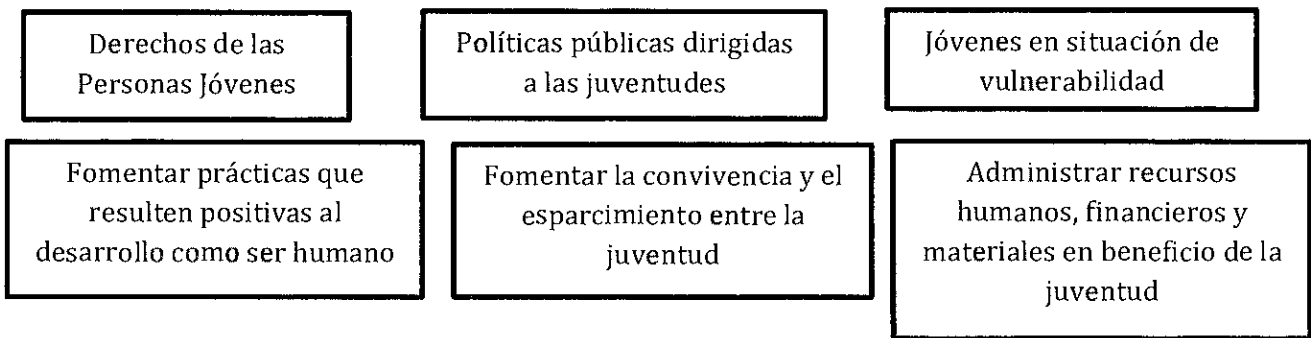 Derechos de las
Personas Jóvenes
Políticas públicas dirigidas
a las juventudes
Jóvenes en situación de
vulnerabilidad
Fomentar prácticas que
resulten positivas al
desarrollo como ser humano
Fomentar la convivencia y el
esparcimiento entre la
juventud
Administrar recursos
humanos, financieros y
materiales en beneficio de la
juventud